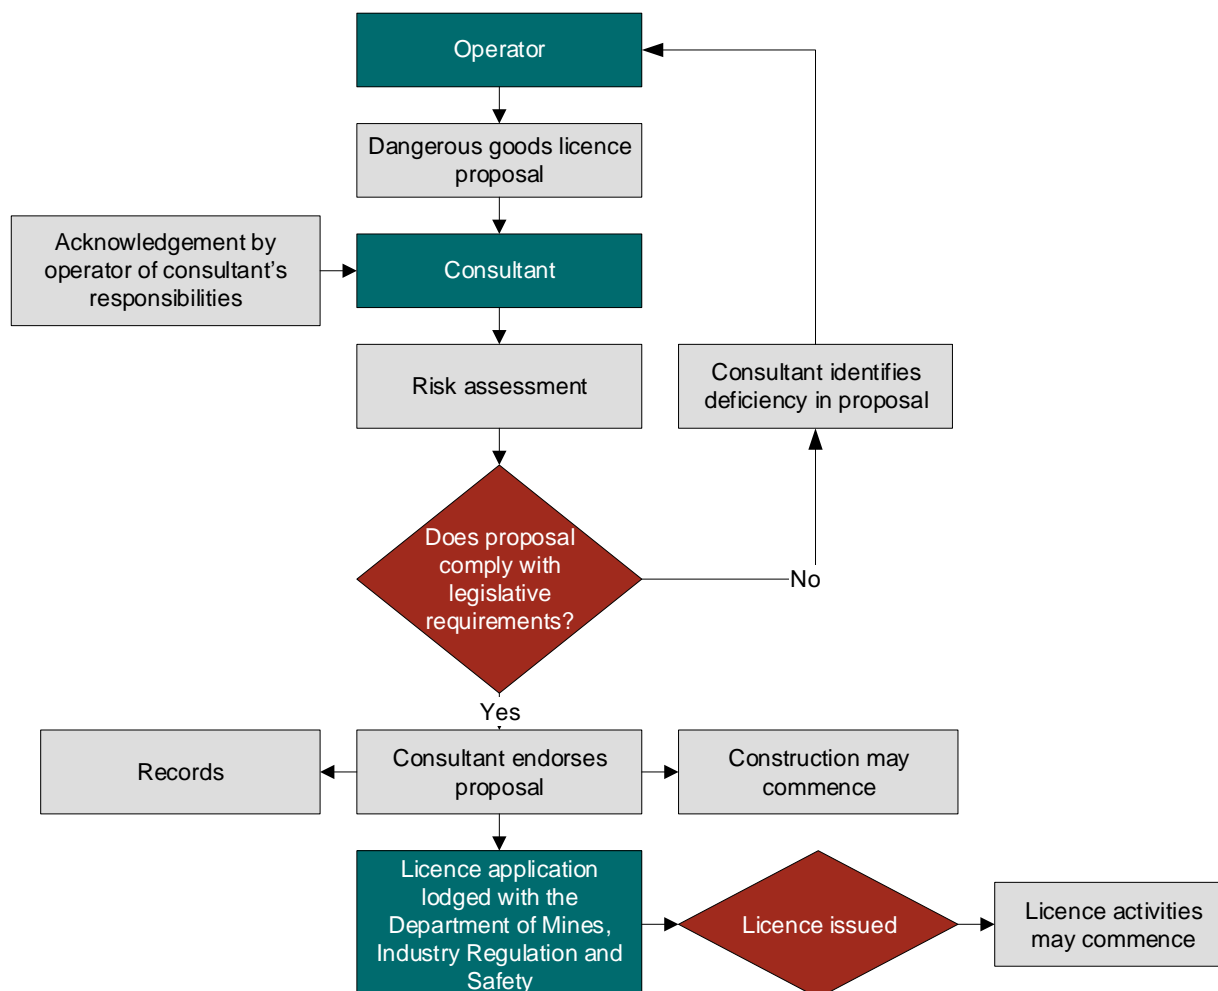 Operator
Dangerous goods licence
proposal
Acknowledgement by
operator of consultant’s
responsibilities
Consultant
Risk assessment
Consultant identifies
deficiency in proposal
Does proposal
comply with
legislative
requirements?
No
Yes
Records
Consultant endorses
proposal
Construction may
commence
Licence application
lodged with the
Department of Mines,
Industry Regulation and
Safety
Licence issued
Licence activities
may commence